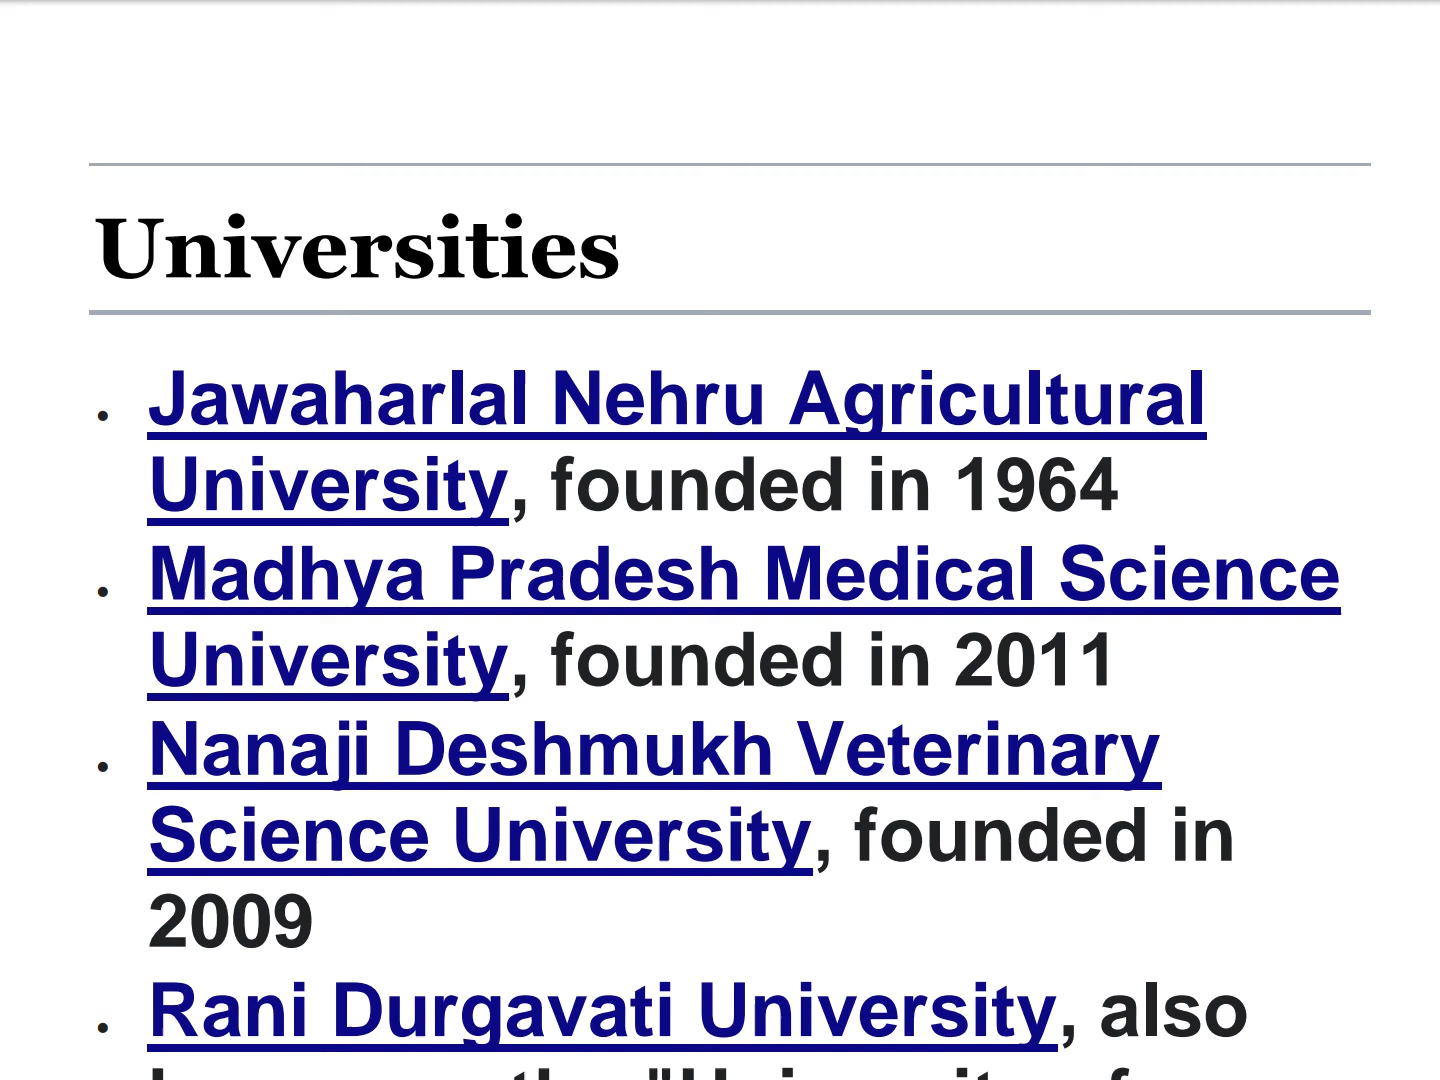 Universities
• Jawaharlal Nehru Agricultural
University, founded in 1964
• Madhya Pradesh Medical Science
University, founded in 2011
• Nanaji Deshmukh Veterinary
Science University, founded in
2009
• Rani Durgavati University, also